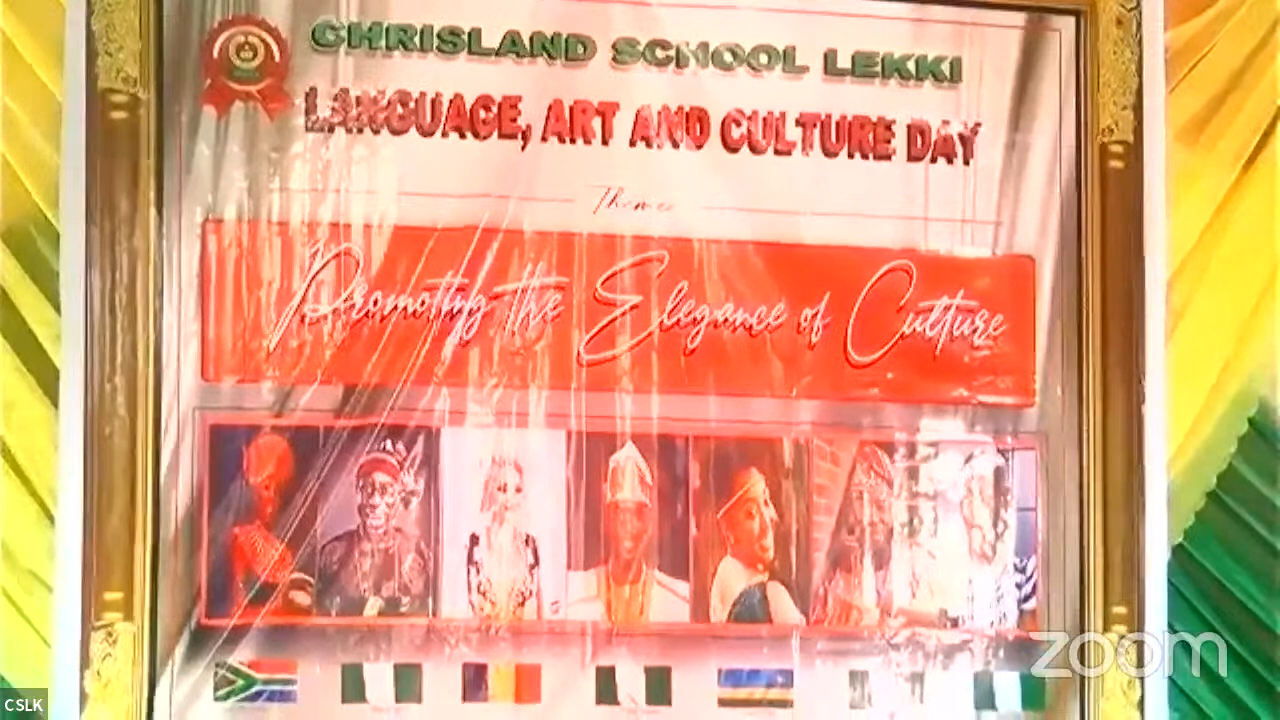 CHRISLAND SCHOOL LEKKI
LANGUAGE, ART AND CULTURE DAY
Theme
Promoting the Elegance of Culture
zoom
CSLK